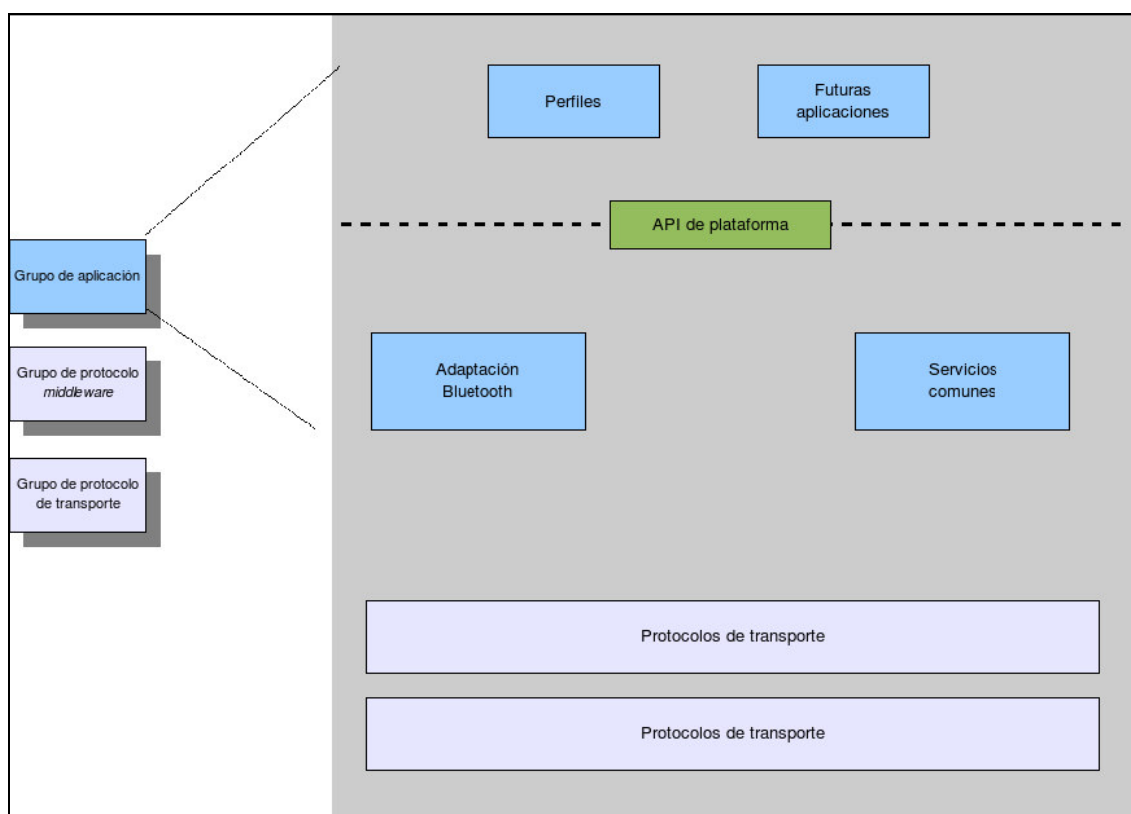 Grupo de aplicación
Grupo de protocolo
middleware
Grupo de protocolo
de transporte
Perfiles
Futuras
aplicaciones
API de plataforma
Adaptación
Bluetooth
Servicios
comunes
Protocolos de transporte
Protocolos de transporte